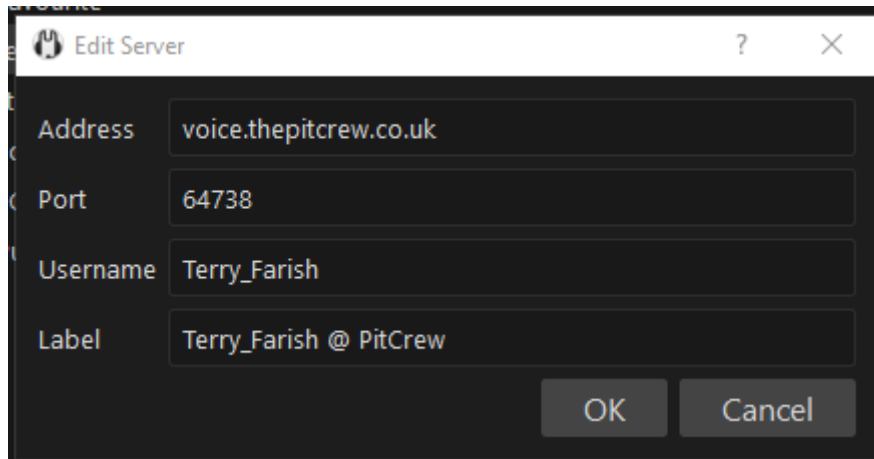 Edit Server
?
Address voice.thepitcrew.co.uk
Port 64738
Username Terry_Farish
Label Terry_Farish @ PitCrew
OK Cancel